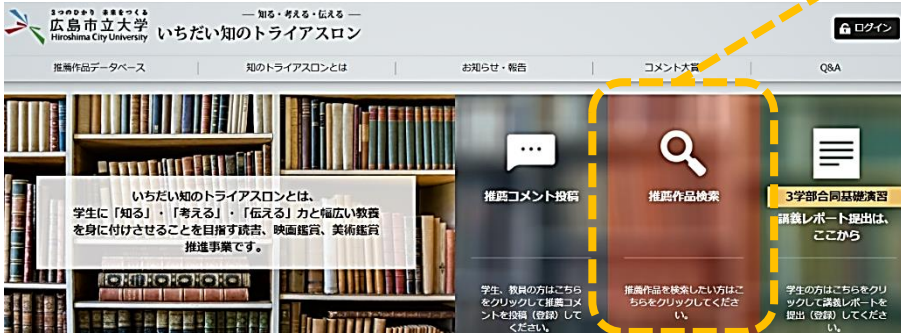 3つのひかり 未来をつくる
広島市立大学
Hiroshima City University
― 知る・考える・伝える ―
いちだい知のトライアスロン
ログイン
推薦作品データベース
知のトライアスロンとは
お知らせ・報告
コメント大賞
Q&A
いちだい知のトライアスロンとは、
学生に「知る」・「考える」・「伝える」力と幅広い教養
を身に付けさせることを目指す読書、映画鑑賞、美術鑑賞
推進事業です。
推薦コメント投稿
学生、教員の方はこちら
をクリックして推薦コメ
ントを投稿（登録）して
ください。
推薦作品検索
推薦作品を検索したい方はこ
ちらをクリックしてくださ
い。
3学部合同基礎演習
講義レポート提出は、
ここから
学生の方はこちらをクリ
ックして講義レポートを
提出（登録）してくださ
い。